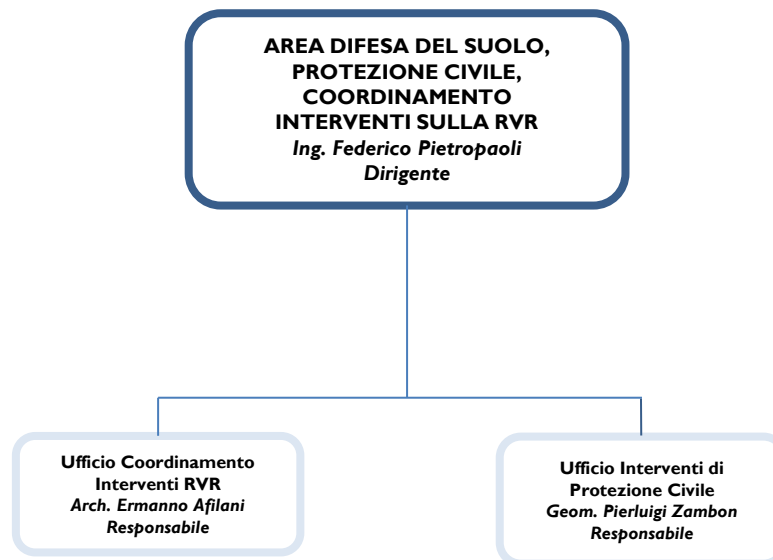 AREA DIFESA DEL SUOLO,
PROTEZIONE CIVILE,
COORDINAMENTO
INTERVENTI SULLA RVR
Ing. Federico Pietropaoli
Dirigente
Ufficio Coordinamento
Interventi RVR
Arch. Ermanno Afilani
Responsabile
Ufficio Interventi di
Protezione Civile
Geom. Pierluigi Zambon
Responsabile